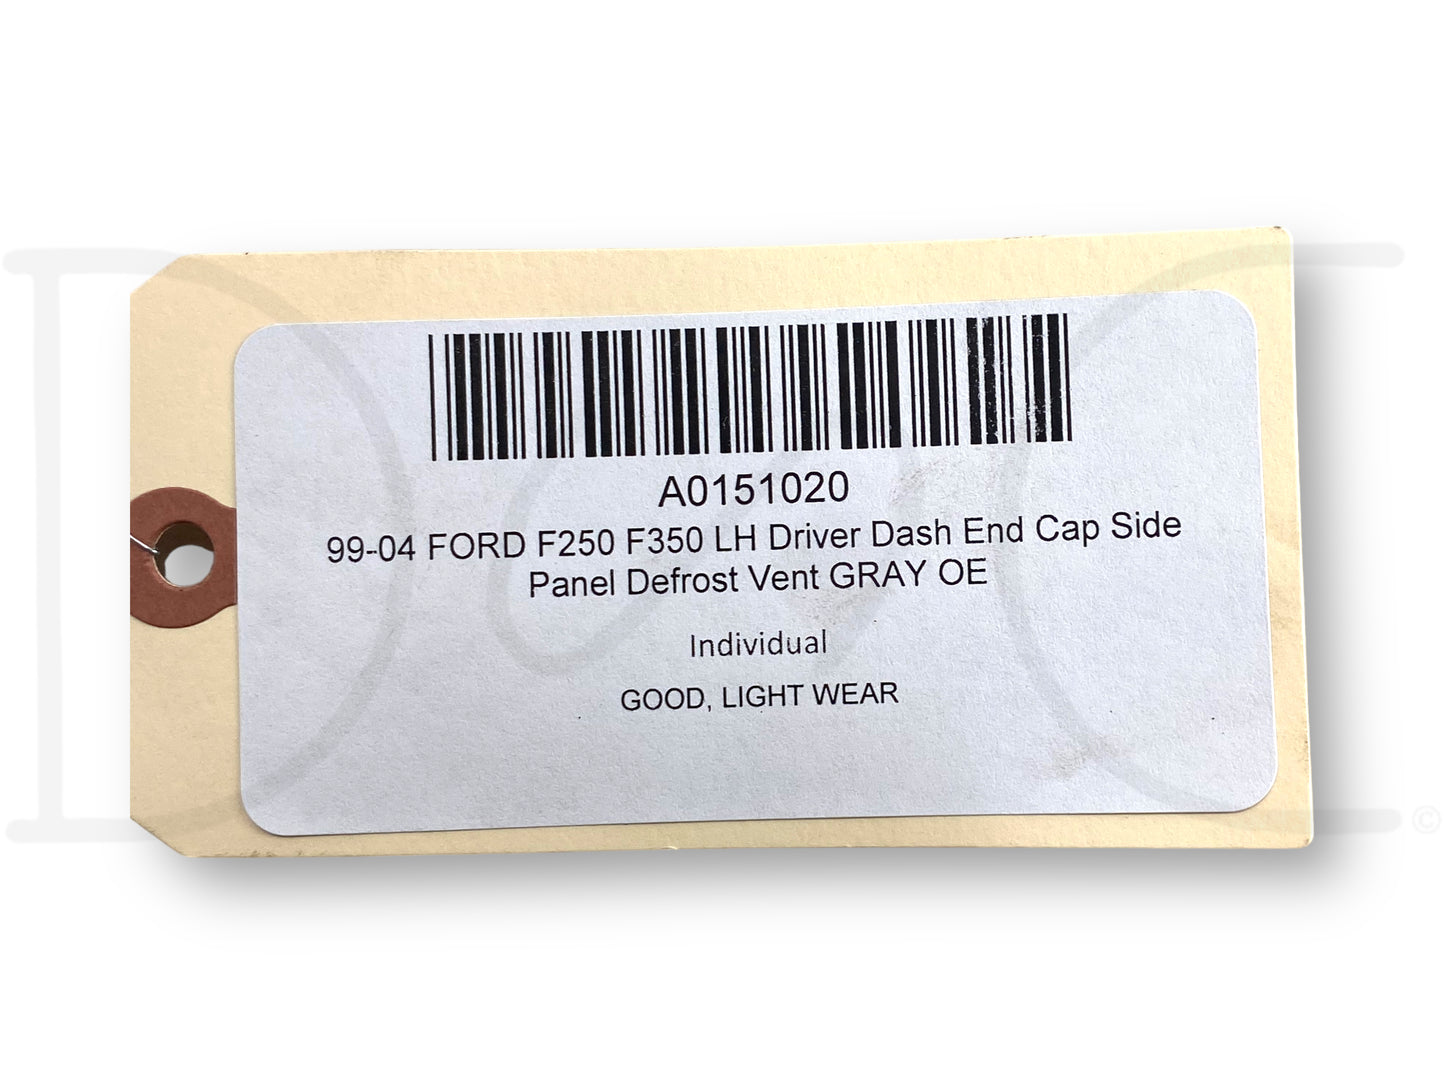 A0151020
99-04 FORD F250 F350 LH Driver Dash End Cap Side
Panel Defrost Vent GRAY OE
Individual
GOOD, LIGHT WEAR
©